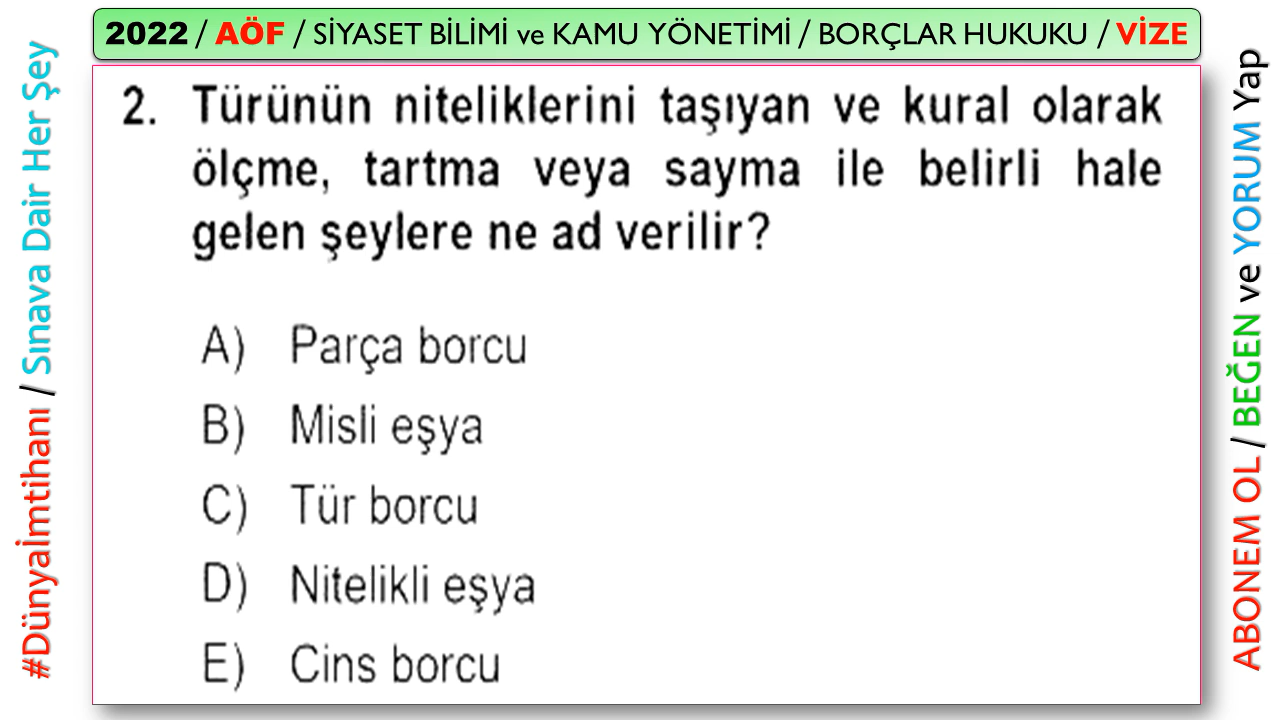 2022 / AÖF / SİYASET BİLİMİ ve KAMU YÖNETİMİ / BORÇLAR HUKUKU / VİZE
#Dünyaİmtihanı / Sınava Dair Her Şey
2. Türünün niteliklerini taşıyan ve kural olarak
ölçme, tartma veya sayma ile belirli hale
gelen şeylere ne ad verilir?
A) Parça borcu
B) Misli eşya
C) Tür borcu
D) Nitelikli eşya
E) Cins borcu
ABONEM OL / BEĞEN ve YORUM Yap